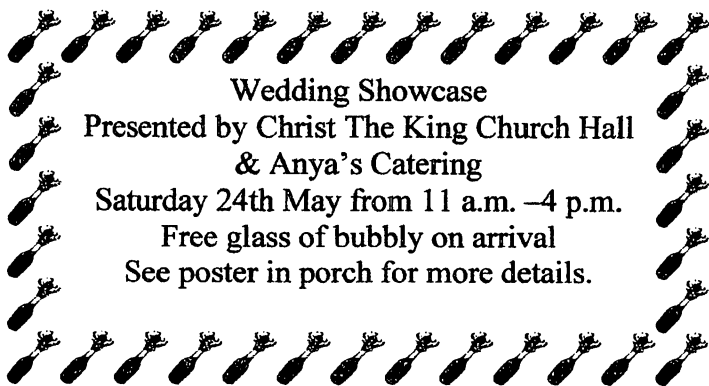 Wedding Showcase
Presented by Christ The King Church Hall
& Anya's Catering
Saturday 24th May from 11 a.m. –4 p.m.
Free glass of bubbly on arrival
See poster in porch for more details.